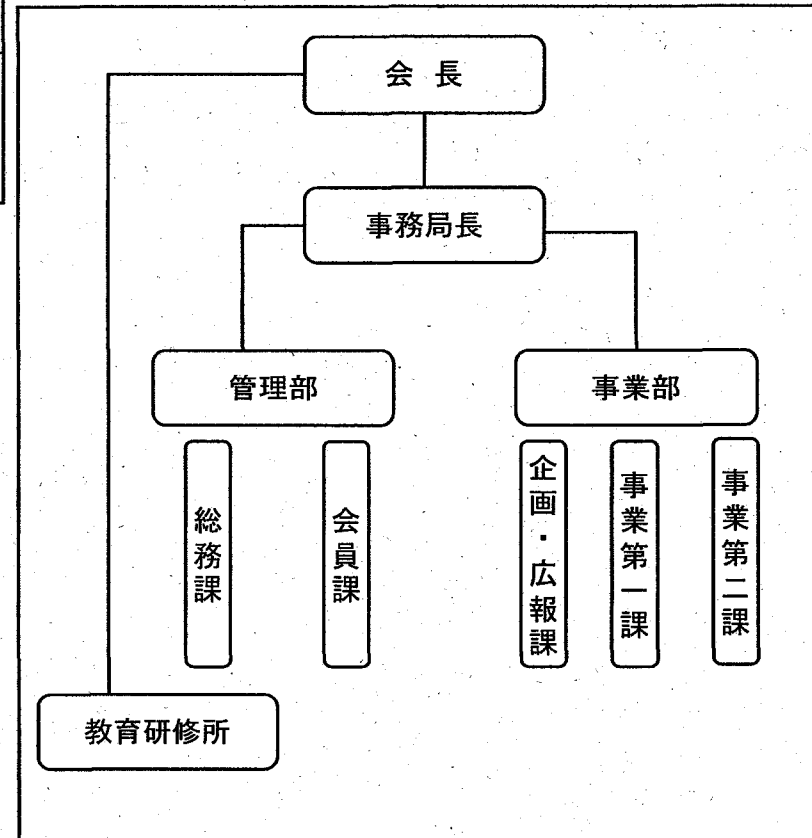 会長
事務局長
管理部
事業部
総務課
会員課
企画・広報課
事業第一課
事業第二課
教育研修所